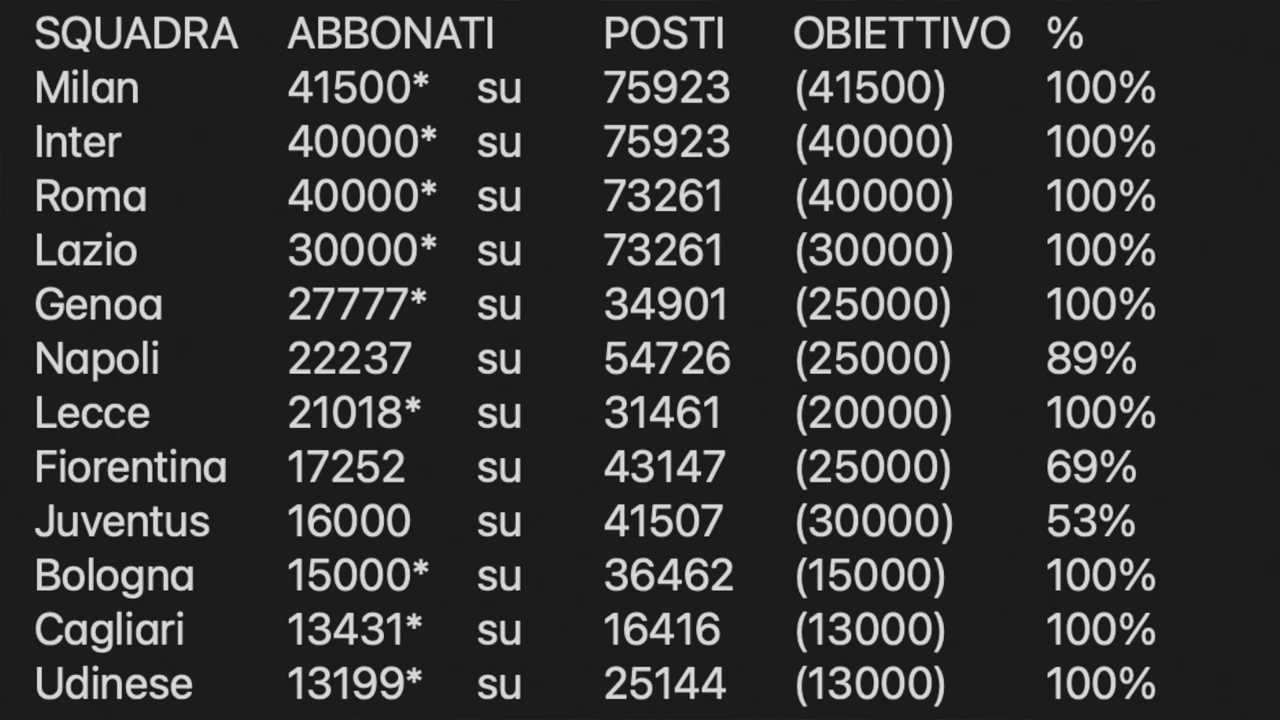 SQUADRA ABBONATI POSTI OBIETTIVO %
Milan 41500* su 75923 (41500) 100%
Inter 40000* su 75923 (40000) 100%
Roma 40000* su 73261 (40000) 100%
Lazio 30000* su 73261 (30000) 100%
Genoa 27777* su 34901 (25000) 100%
Napoli 22237 su 54726 (25000) 89%
Lecce 21018* su 31461 (20000) 100%
Fiorentina 17252 su 43147 (25000) 69%
Juventus 16000 su 41507 (30000) 53%
Bologna 15000* su 36462 (15000) 100%
Cagliari 13431* su 16416 (13000) 100%
Udinese 13199* su 25144 (13000) 100%